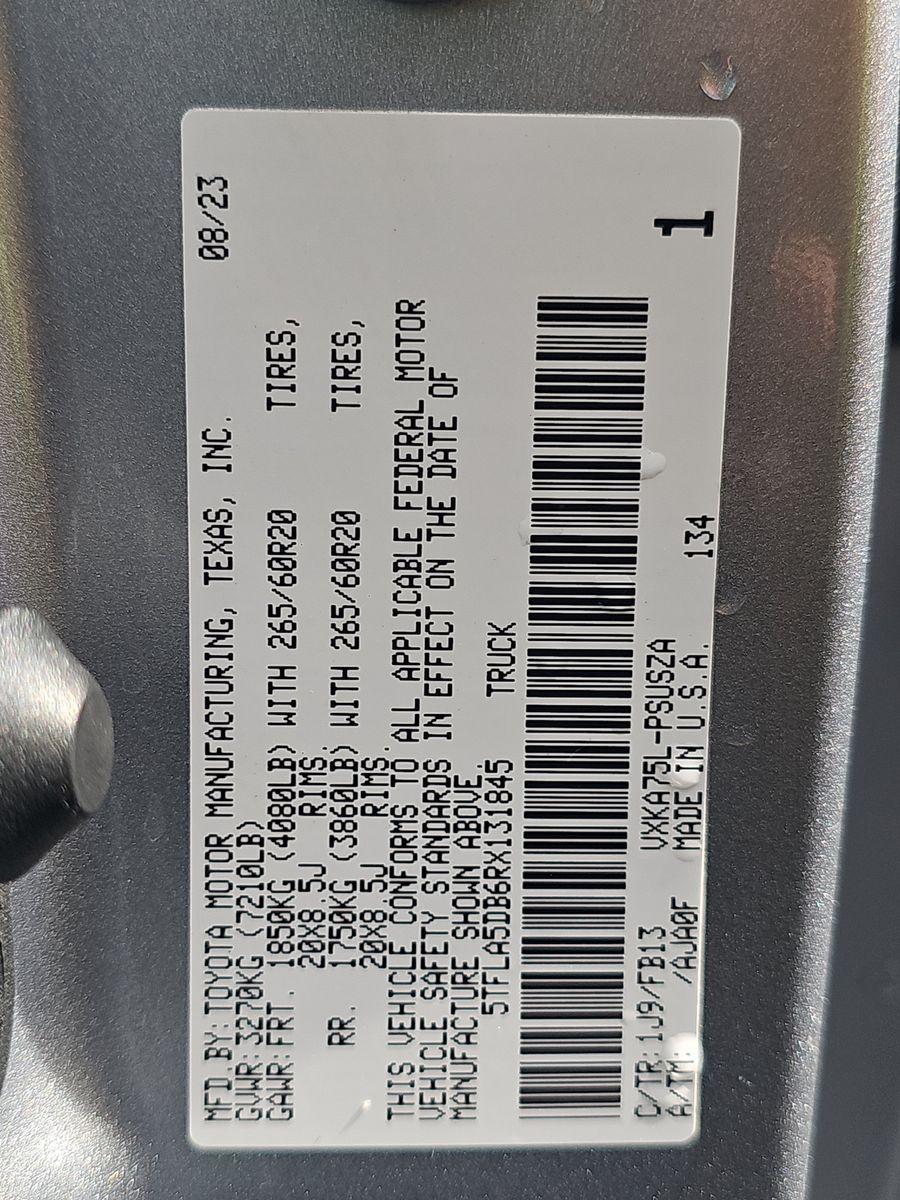 MFD.BY:TOYOTA MOTOR MANUFACTURING, TEXAS, INC. 08/23
GVWR:3270KG (7210LB)
GAWR:FRT. 1850KG (4080LB) WITH 265/60R20 TIRES,
20X8.5J RIMS.
RR. 1750KG (3860LB) WITH 265/60R20 TIRES,
20X8.5J RIMS.
THIS VEHICLE CONFORMS TO ALL APPLICABLE FEDERAL MOTOR
VEHICLE SAFETY STANDARDS IN EFFECT ON THE DATE OF
MANUFACTURE SHOWN ABOVE.
5TFLA5DB6RX131845 TRUCK
C/TR:1J9/FB13 VXKA75L-PSUSZA 1
A/TM: /AJA0F MADE IN U.S.A. 134